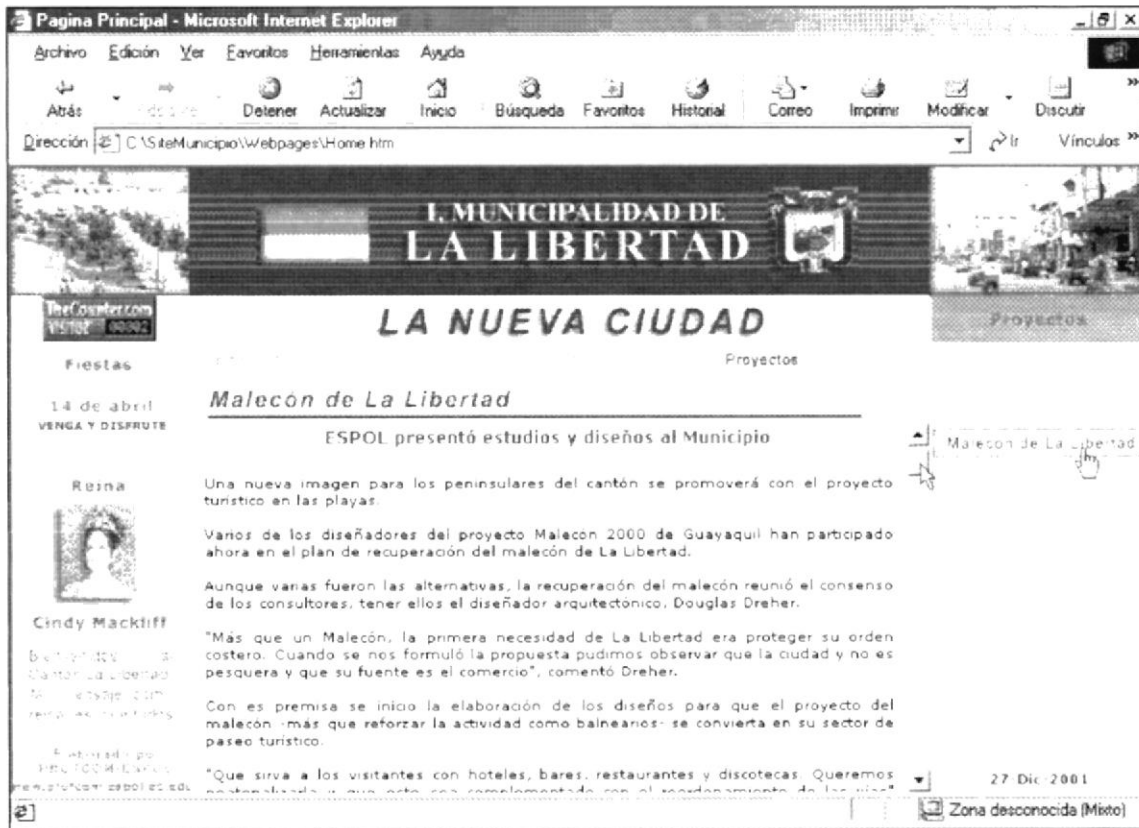 Pagina Principal - Microsoft Internet Explorer
Archivo Edición Ver Favoritos Herramientas Ayuda
Atrás Detener Actualizar Inicio Búsqueda Favoritos Historial Correo Imprimir Modificar Discutir
Dirección C:\SiteMunicipio\Webpages\Home.htm Ir Vínculos
I. MUNICIPALIDAD DE
LA LIBERTAD
TheCounter.com
LA NUEVA CIUDAD
Proyectos
Fiestas
Proyectos
14 de abril
VENGA Y DISFRUTE
Malecón de La Libertad
ESPOL presentó estudios y diseños al Municipio
Malecon de La Libertad
Reina
Cindy Mackliff
Una nueva imagen para los peninsulares del cantón se promoverá con el proyecto
turístico en las playas.
Varios de los diseñadores del proyecto Malecón 2000 de Guayaquil han participado
ahora en el plan de recuperación del malecón de La Libertad.
Aunque varias fueron las alternativas, la recuperación del malecón reunió el consenso
de los consultores, tener ellos el diseñador arquitectónico, Douglas Dreher.
"Más que un Malecón, la primera necesidad de La Libertad era proteger su orden
costero. Cuando se nos formuló la propuesta pudimos observar que la ciudad y no es
pesquera y que su fuente es el comercio", comentó Dreher.
Con es premisa se inicio la elaboración de los diseños para que el proyecto del
malecón -más que reforzar la actividad como balnearios- se convierta en su sector de
paseo turístico.
"Que sirva a los visitantes con hoteles, bares, restaurantes y discotecas. Queremos
27-Dic-2001
Zona desconocida (Mixto)